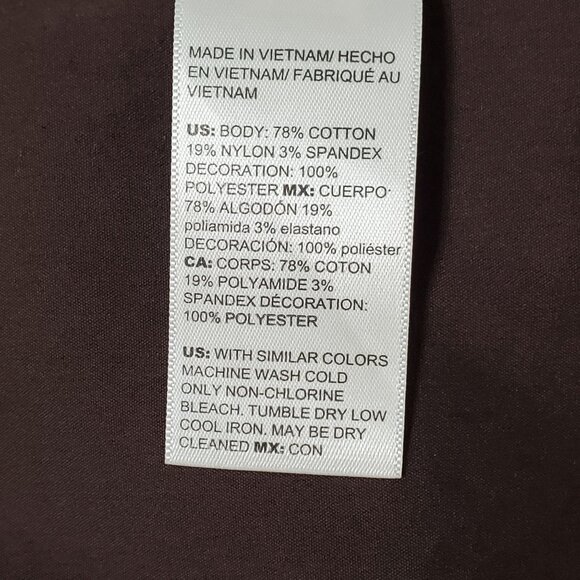 MADE IN VIETNAM/ HECHO
EN VIETNAM/ FABRIQUÉ AU
VIETNAM
US: BODY: 78% COTTON
19% NYLON 3% SPANDEX
DECORATION: 100%
POLYESTER MX: CUERPO:
78% ALGODÓN 19%
poliamida 3% elastano
DECORACIÓN: 100% poliéster
CA: CORPS: 78% COTON
19% POLYAMIDE 3%
SPANDEX DÉCORATION:
100% POLYESTER
US: WITH SIMILAR COLORS
MACHINE WASH COLD
ONLY NON-CHLORINE
BLEACH. TUMBLE DRY LOW
COOL IRON. MAY BE DRY
CLEANED MX: CON